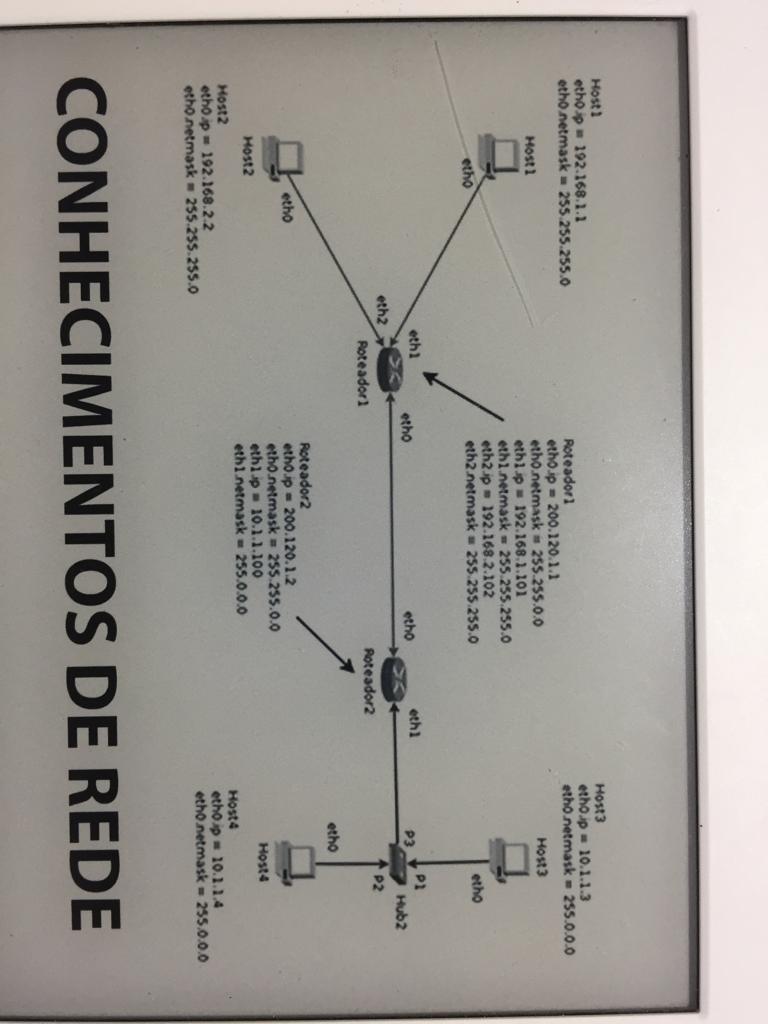 Host1
eth0.ip = 192.168.1.1
eth0.netmask = 255.255.255.0
Host1
eth0
Roteador1
eth0.ip = 200.120.1.1
eth0.netmask = 255.255.0.0
eth1.ip = 192.168.1.101
eth1.netmask = 255.255.255.0
eth2.ip = 192.168.2.102
eth2.netmask = 255.255.255.0
Host3
eth0.ip = 10.1.1.3
eth0.netmask = 255.0.0.0
Host3
eth0
eth1
eth2
eth0
Roteador1
eth0
eth1
Roteador2
P3
P1
Hub2
P2
eth0
Host2
eth0
Host4
Roteador2
eth0.ip = 200.120.1.2
eth0.netmask = 255.255.0.0
eth1.ip = 10.1.1.100
eth1.netmask = 255.0.0.0
Host2
eth0.ip = 192.168.2.2
eth0.netmask = 255.255.255.0
Host4
eth0.ip = 10.1.1.4
eth0.netmask = 255.0.0.0
CONHECIMENTOS DE REDE